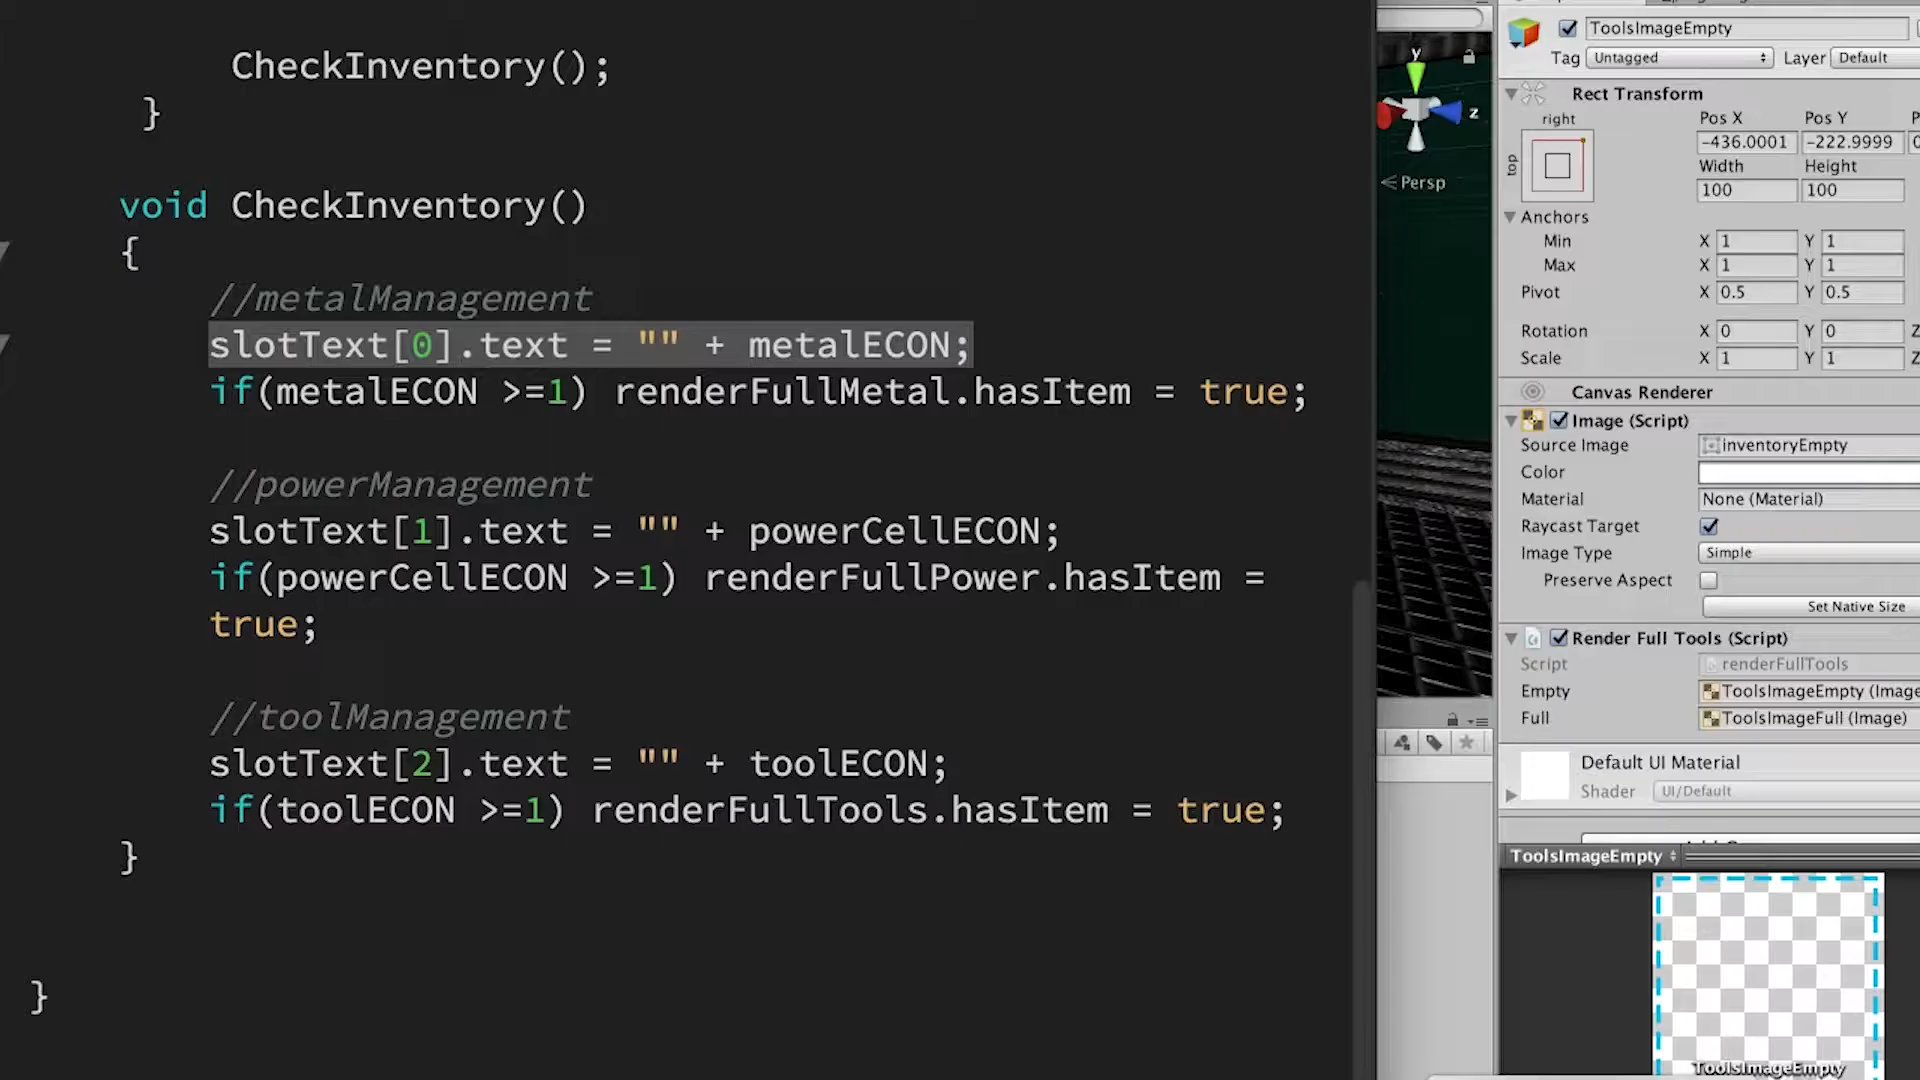 CheckInventory();
}
void CheckInventory()
{
//metalManagement
slotText[0].text = "" + metalECON;
if(metalECON >=1) renderFullMetal.hasItem = true;
//powerManagement
slotText[1].text = "" + powerCellECON;
if(powerCellECON >=1) renderFullPower.hasItem =
true;
//toolManagement
slotText[2].text = "" + toolECON;
if(toolECON >=1) renderFullTools.hasItem = true;
}
}
y
z
Persp
ToolsImageEmpty
Tag Untagged Layer Default
Rect Transform
right
top
Pos X Pos Y
-436.0001 -222.9999
Width Height
100 100
Anchors
Min X 1 Y 1
Max X 1 Y 1
Pivot X 0.5 Y 0.5
Rotation X 0 Y 0 Z
Scale X 1 Y 1 Z
Canvas Renderer
Image (Script)
Source Image inventoryEmpty
Color
Material None (Material)
Raycast Target
Image Type Simple
Preserve Aspect
Set Native Size
Render Full Tools (Script)
Script renderFullTools
Empty ToolsImageEmpty (Image
Full ToolsImageFull (Image)
Default UI Material
Shader UI/Default
ToolsImageEmpty
ToolsImageEmpty